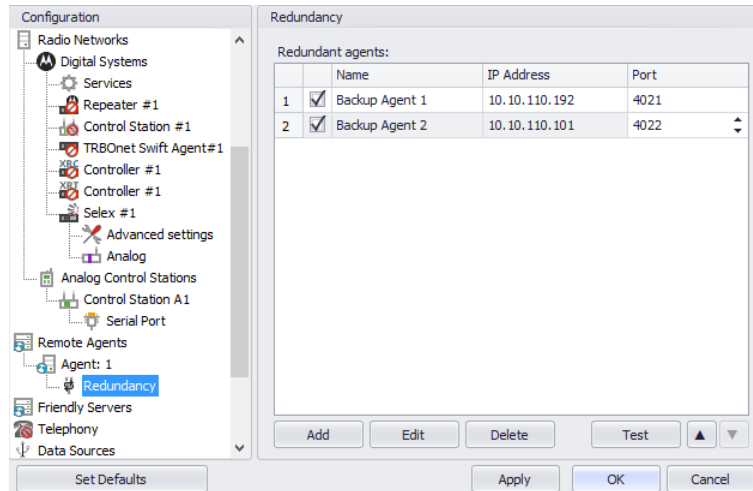 Configuration
Radio Networks
Digital Systems
Services
Repeater #1
Control Station #1
TRBOnet Swift Agent#1
XRC
Controller #1
XRT
Controller #1
Selex #1
Advanced settings
Analog
Analog Control Stations
Control Station A1
Serial Port
Remote Agents
Agent: 1
Redundancy
Friendly Servers
Telephony
Data Sources
Set Defaults
Redundancy
Redundant agents:
Name IP Address Port
1 Backup Agent 1 10.10.110.192 4021
2 Backup Agent 2 10.10.110.101 4022
Add Edit Delete Test
Apply OK Cancel